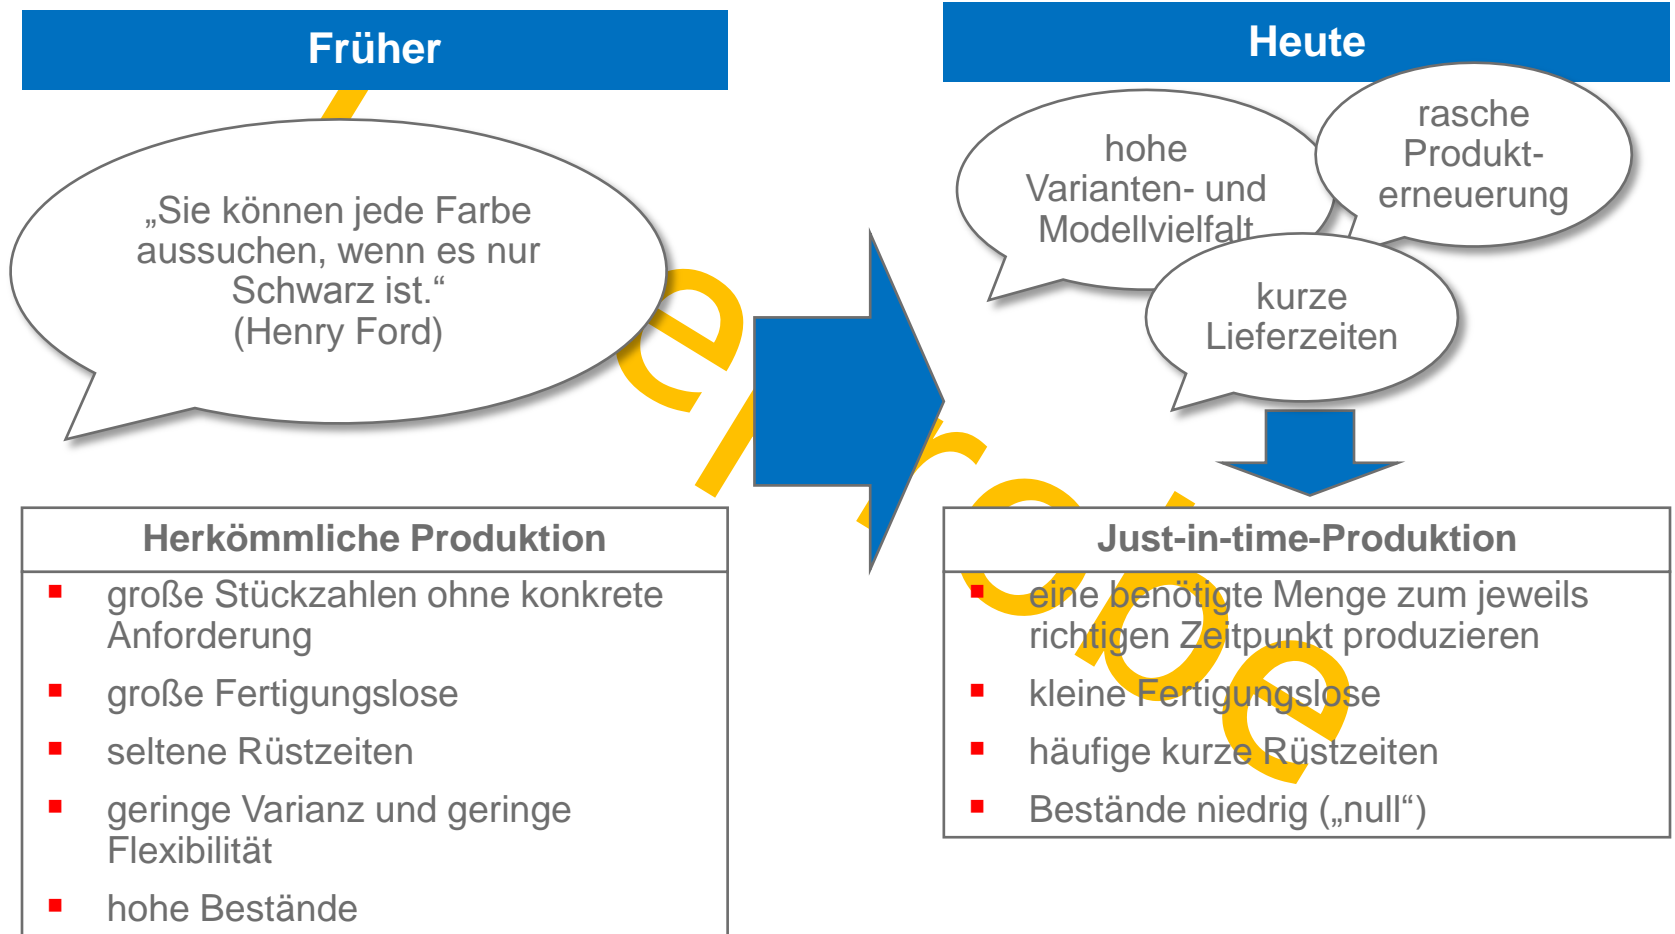 Früher
„Sie können jede Farbe
aussuchen, wenn es nur
Schwarz ist.“
(Henry Ford)
Herkömmliche Produktion
große Stückzahlen ohne konkrete
Anforderung
große Fertigungslose
seltene Rüstzeiten
geringe Varianz und geringe
Flexibilität
hohe Bestände
Heute
hohe
Varianten- und
Modellvielfalt
rasche
Produkt-
erneuerung
kurze
Lieferzeiten
Just-in-time-Produktion
eine benötigte Menge zum jeweils
richtigen Zeitpunkt produzieren
kleine Fertigungslose
häufige kurze Rüstzeiten
Bestände niedrig („null“)